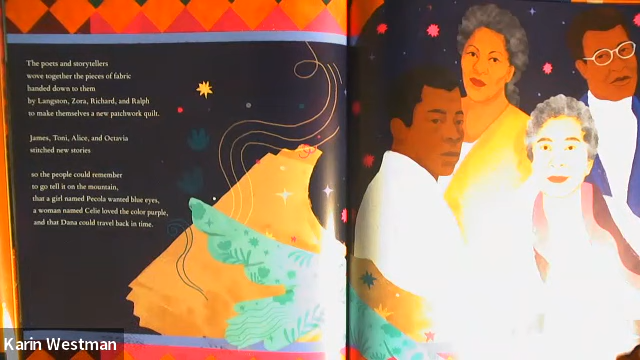 The poets and storytellers
wove together the pieces of fabric
handed down to them
by Langston, Zora, Richard, and Ralph
to make themselves a new patchwork quilt.
James, Toni, Alice, and Octavia
stitched new stories
so the people could remember
to go tell it on the mountain,
that a girl named Pecola wanted blue eyes,
a woman named Celie loved the color purple,
and that Dana could travel back in time.
Karin Westman